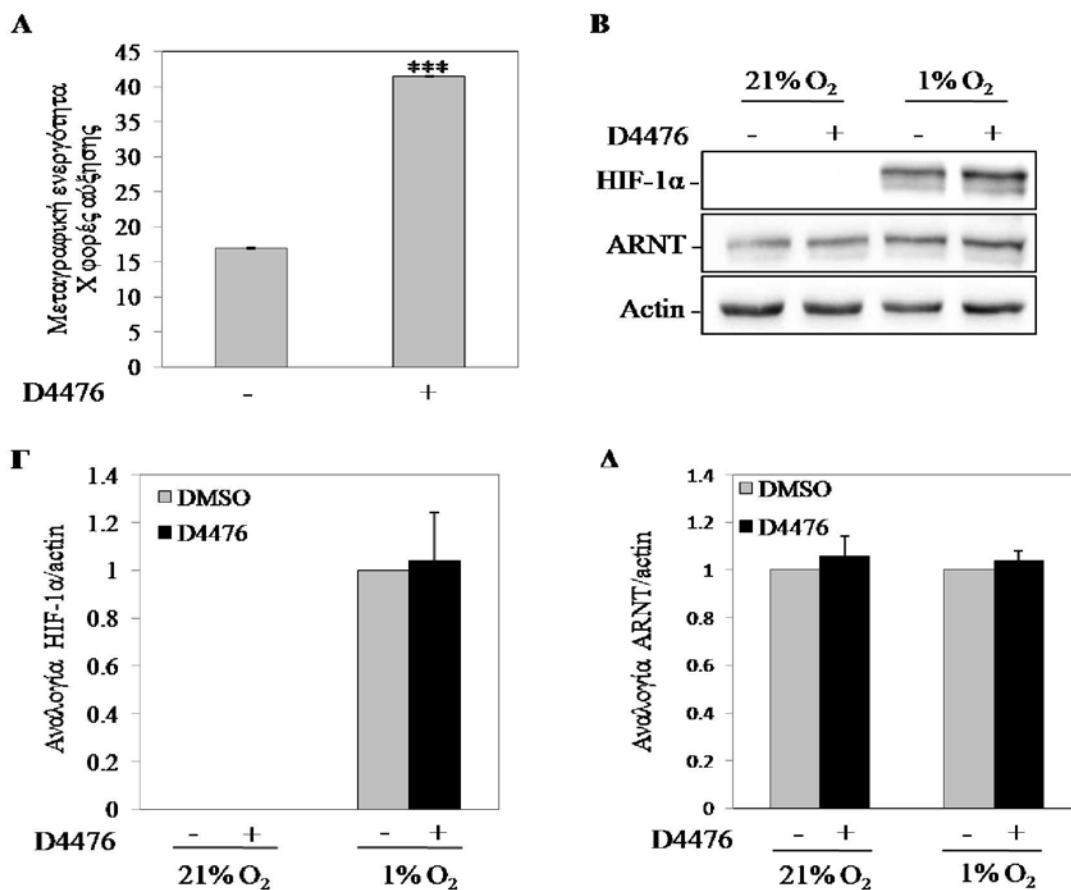 Α
45
40
35
30
25
20
15
10
5
0
Μεταγραφική ενεργότητα
Χ φορές αύξησης
***
D4476 - +
Β
21% O2 1% O2
D4476 - + - +
HIF-1α -
ARNT -
Actin -
Γ
1.4
1.2
1
0.8
0.6
0.4
0.2
0
Αναλογία HIF-1α/actin
DMSO
D4476
D4476 - + - +
21% O2 1% O2
Δ
1.4
1.2
1
0.8
0.6
0.4
0.2
0
Αναλογία ARNT/actin
DMSO
D4476
D4476 - + - +
21% O2 1% O2